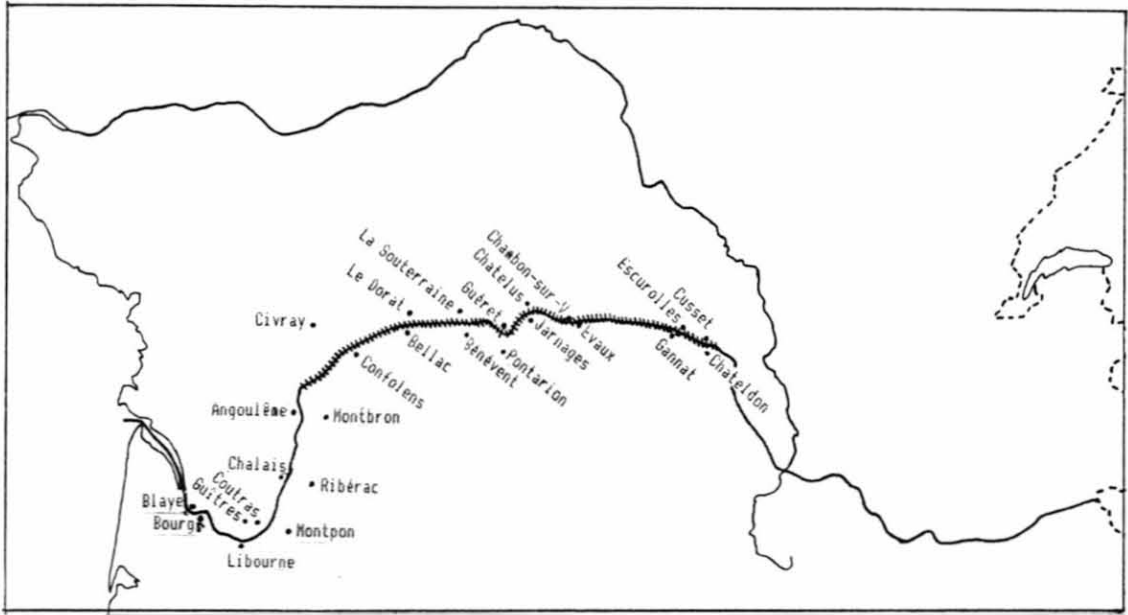 La Souterraine
Le Dorat
Chambon-sur-V.
Chatelus
Guéret
Escurolles
Cusset
Civray
Bellac
Confolens
Bénévent
Pontarion
Jarnages
Evaux
Gannat
Chateldon
Angoulême
Montbron
Chalais
Ribérac
Coutras
Guîtres
Blaye
Bourg
Montpon
Libourne